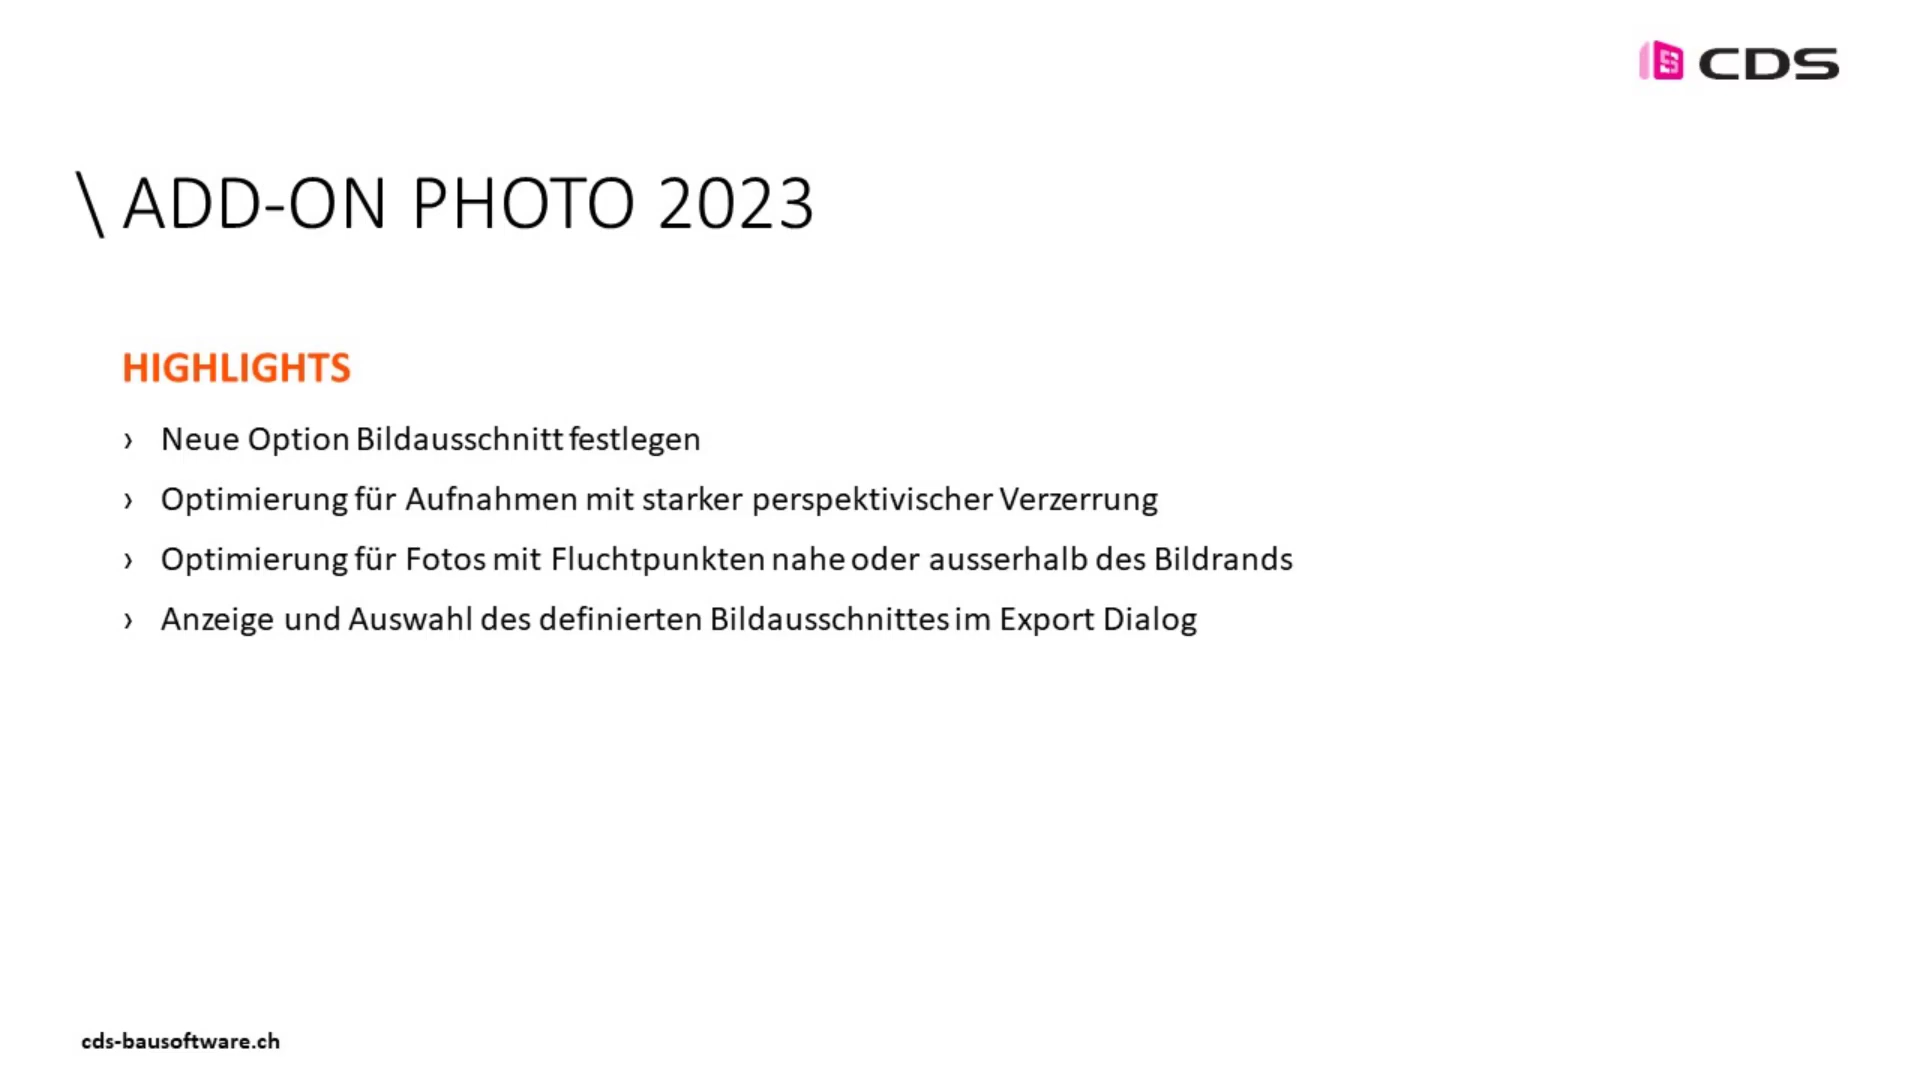 CDS
\ ADD-ON PHOTO 2023
HIGHLIGHTS
› Neue Option Bildausschnitt festlegen
› Optimierung für Aufnahmen mit starker perspektivischer Verzerrung
› Optimierung für Fotos mit Fluchtpunkten nahe oder ausserhalb des Bildrands
› Anzeige und Auswahl des definierten Bildausschnittes im Export Dialog
cds-bausoftware.ch